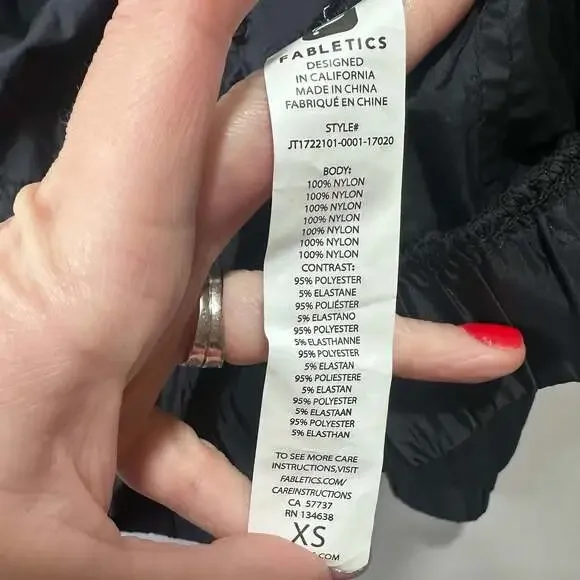 FABLETICS
DESIGNED
IN CALIFORNIA
MADE IN CHINA
FABRIQUÉ EN CHINE
STYLE#
JT1722101-0001-17020
BODY:
100% NYLON
100% NYLON
100% NYLON
100% NYLON
100% NYLON
100% NYLON
100% NYLON
CONTRAST:
95% POLYESTER
5% ELASTANE
95% POLIÉSTER
5% ELASTANO
95% POLYESTER
5% ELASTHANNE
95% POLYESTER
5% ELASTAN
95% POLIESTERE
5% ELASTAN
95% POLYESTER
5% ELASTAAN
95% POLYESTER
5% ELASTHAN
TO SEE MORE CARE
INSTRUCTIONS,VISIT
FABLETICS.COM/
CAREINSTRUCTIONS
CA 57737
RN 134638
XS
.COM